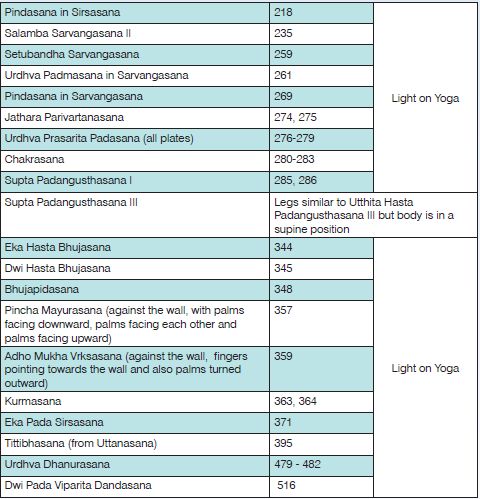 Pindasana in Sirsasana 218
Salamba Sarvangasana II 235
Setubandha Sarvangasana 259
Urdhva Padmasana in Sarvangasana 261
Pindasana in Sarvangasana 269
Light on Yoga
Jathara Parivartanasana 274, 275
Urdhva Prasarita Padasana (all plates) 276-279
Chakrasana 280-283
Supta Padangusthasana I 285, 286
Supta Padangusthasana III Legs similar to Utthita Hasta
Padangusthasana III but body is in a
supine position
Eka Hasta Bhujasana 344
Dwi Hasta Bhujasana 345
Bhujapidasana 348
Pincha Mayurasana (against the wall, with palms 357
facing downward, palms facing each other and
palms facing upward)
Adho Mukha Vrksasana (against the wall, fingers 359
pointing towards the wall and also palms turned
outward)
Light on Yoga
Kurmasana 363, 364
Eka Pada Sirsasana 371
Tittibhasana (from Uttanasana) 395
Urdhva Dhanurasana 479 - 482
Dwi Pada Viparita Dandasana 516